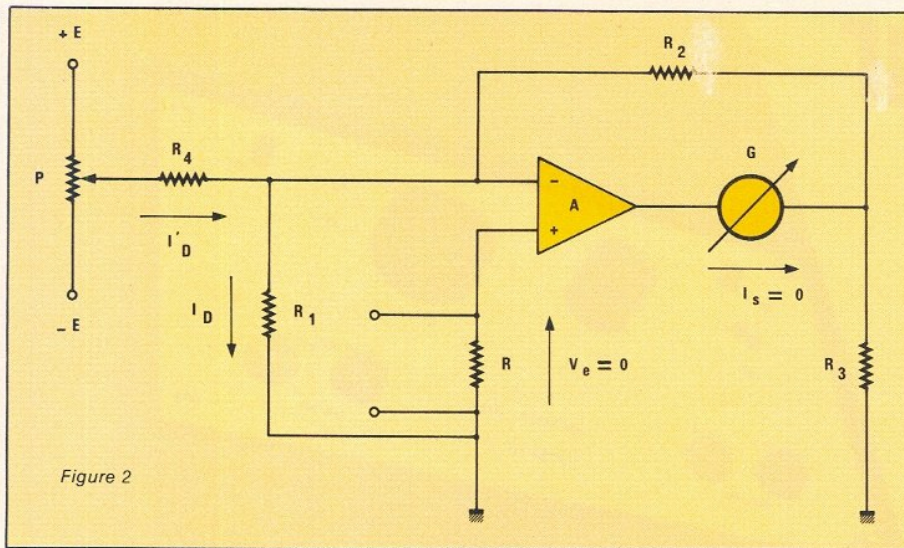 + E
R2
R4
G
P
-
A
+
I'D
Is = 0
ID
R1
R
Ve = 0
R3
_ E
Figure 2